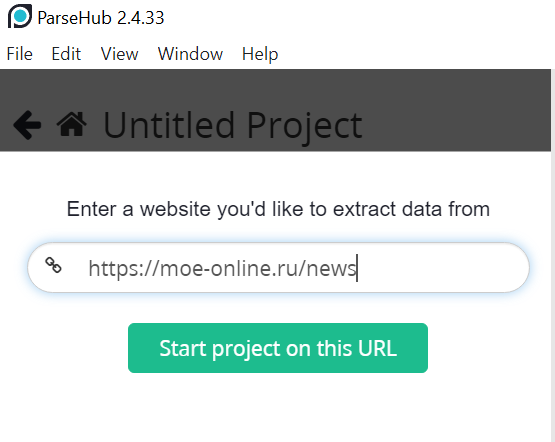 ParseHub 2.4.33
File Edit View Window Help
Untitled Project
Enter a website you'd like to extract data from
https://moe-online.ru/news
Start project on this URL